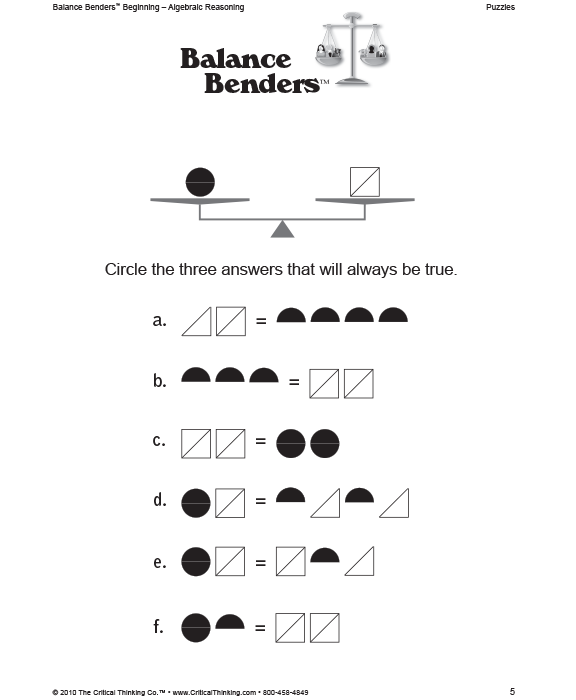 Balance Benders™ Beginning – Algebraic Reasoning
Puzzles
Balance
Benders™
Circle the three answers that will always be true.
a. =
b. =
c. =
d. =
e. =
f. =
© 2010 The Critical Thinking Co.™ • www.CriticalThinking.com • 800-458-4849
5